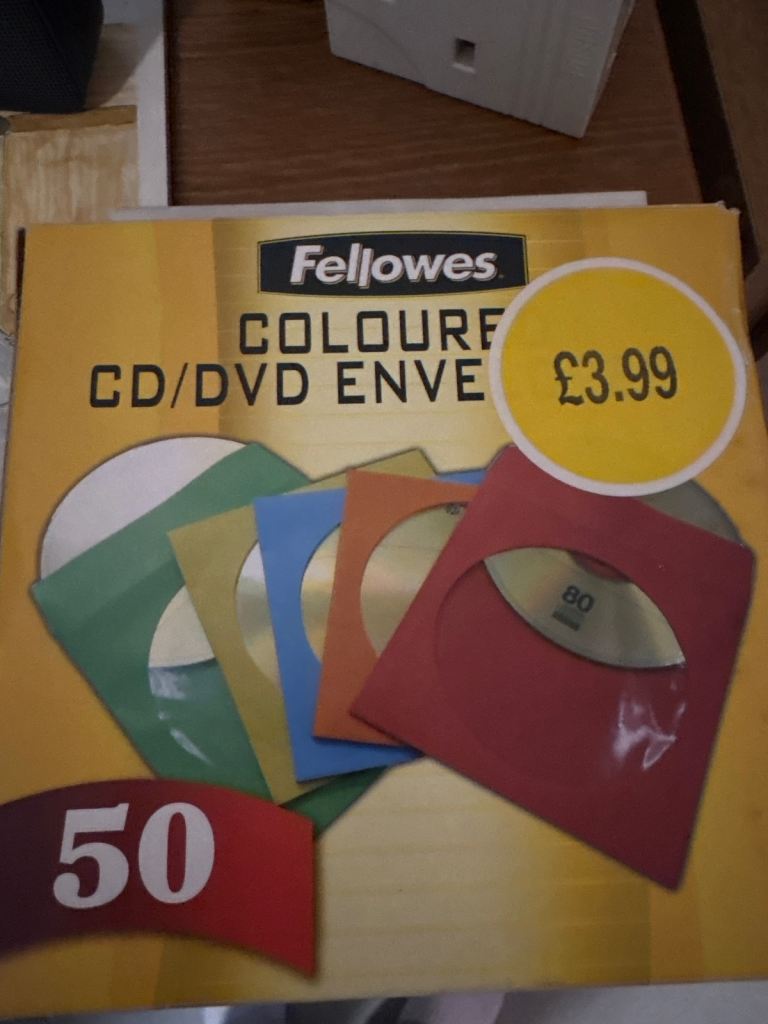 Fellowes
COLOURE
CD/DVD ENVE
£3.99
80
50